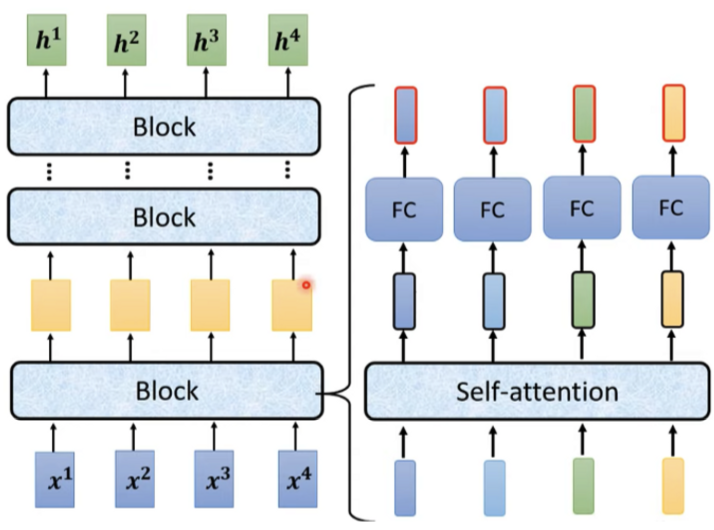 h¹ h² h³ h⁴
Block
Block
Block
x¹ x² x³ x⁴
FC FC FC FC
Self-attention